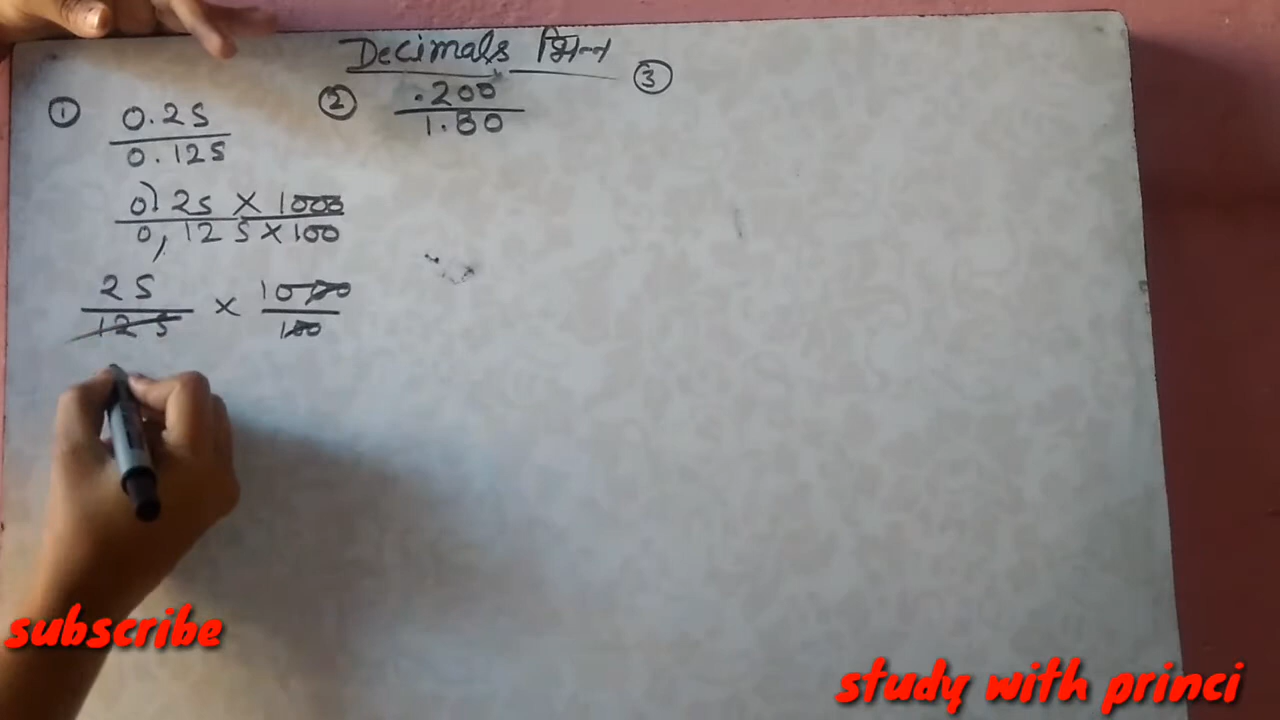 Decimals भिन्न
① 0.25 / 0.125
0.25 × 1000 / 0.125 × 100
25 / 125 × 1000 / 100
② .200 / 1.80
③
subscribe
study with princi